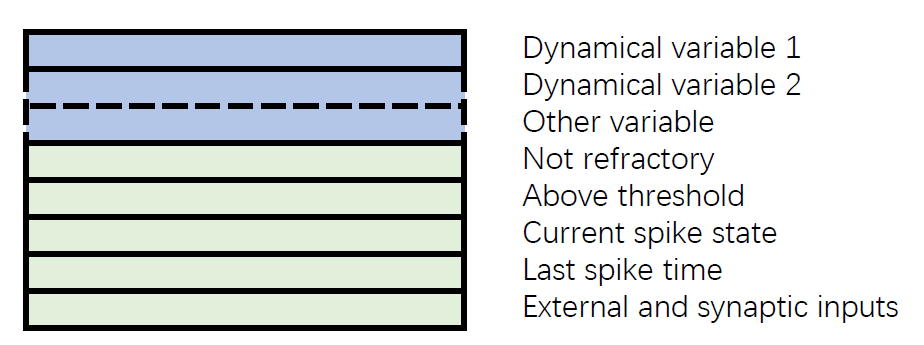 Dynamical variable 1
Dynamical variable 2
Other variable
Not refractory
Above threshold
Current spike state
Last spike time
External and synaptic inputs